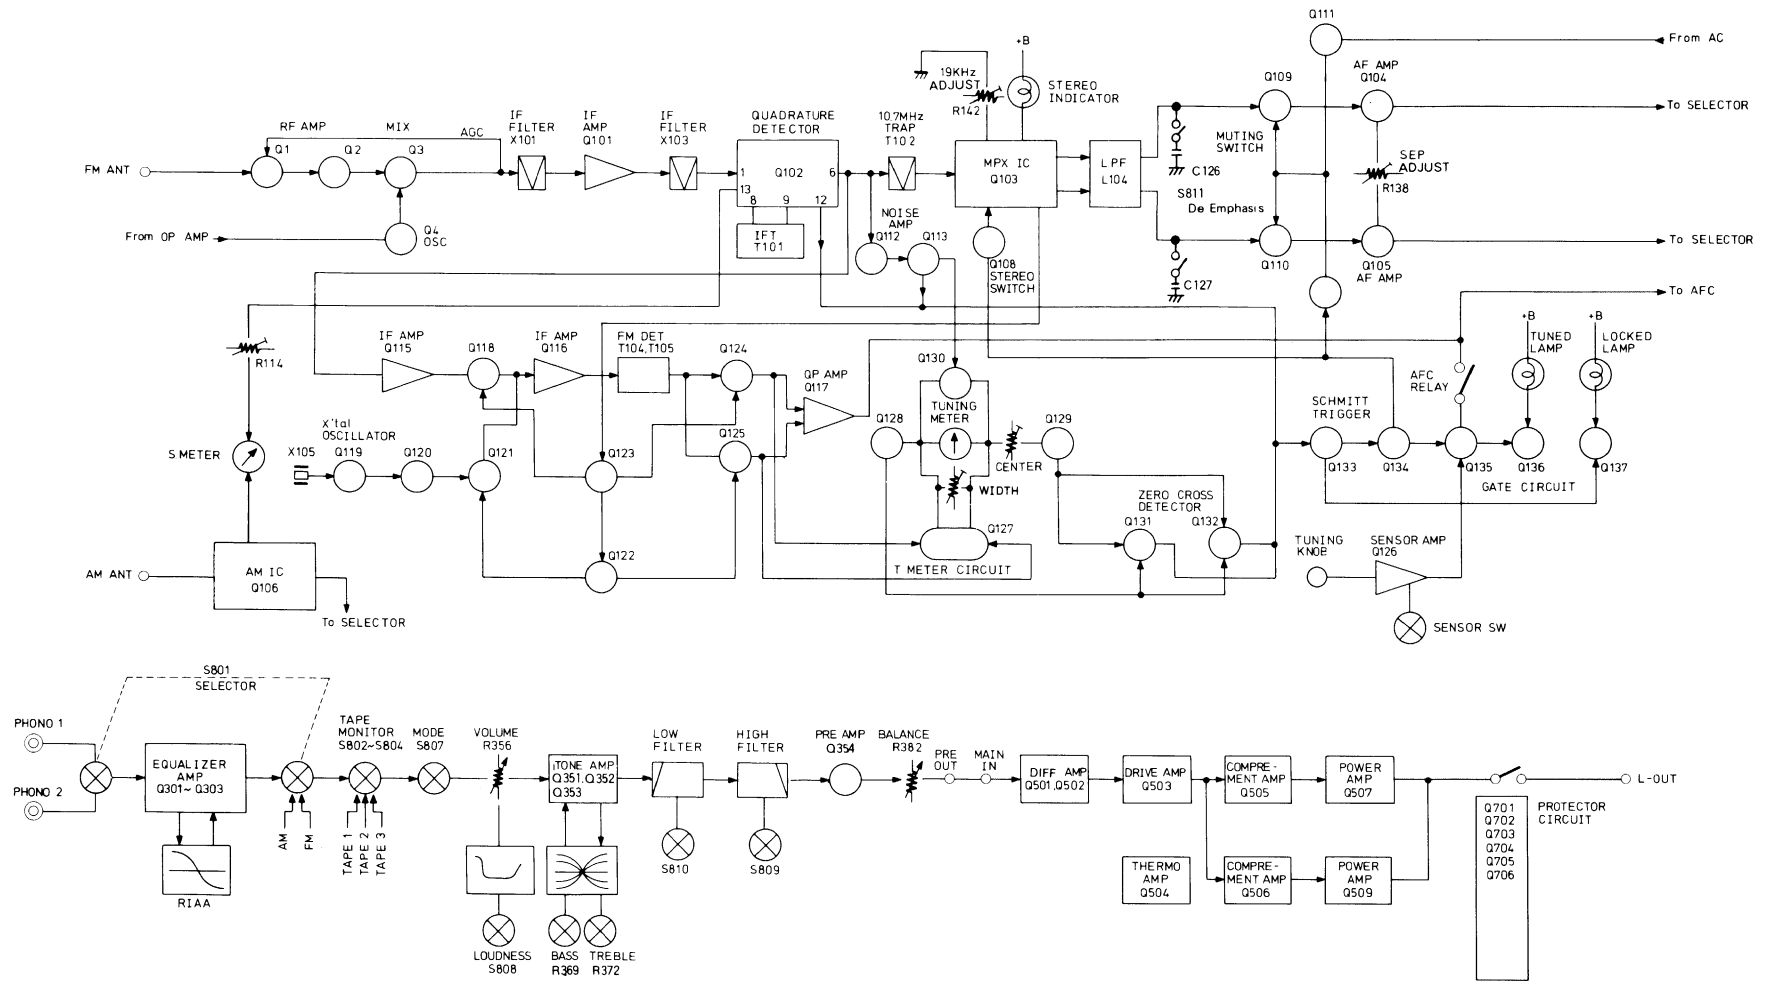 Q111
From AC
+B
19KHz
ADJUST
R142
STEREO
INDICATOR
Q109
AF AMP
Q104
To SELECTOR
RF AMP
MIX
AGC
IF
FILTER
X101
IF
AMP
Q101
IF
FILTER
X103
QUADRATURE
DETECTOR
10.7MHz
TRAP
T102
MUTING
SWITCH
FM ANT
Q1
Q2
Q3
1
Q102
6
13
8
9
12
IFT
T101
MPX IC
Q103
LPF
L104
C126
SEP
ADJUST
R138
S811
De Emphasis
From OP AMP
Q4
OSC
NOISE
AMP
Q112
Q113
Q108
STEREO
SWITCH
Q110
Q105
AF AMP
To SELECTOR
C127
To AFC
R114
IF AMP
Q115
Q118
IF AMP
Q116
FM DET
T104,T105
Q124
OP AMP
Q117
Q130
TUNING
METER
Q128
Q129
CENTER
WIDTH
AFC
RELAY
+B
TUNED
LAMP
+B
LOCKED
LAMP
SCHMITT
TRIGGER
Q133
Q134
Q135
Q136
Q137
GATE CIRCUIT
S METER
X'tal
OSCILLATOR
X105
Q119
Q120
Q121
Q123
Q125
Q122
Q127
T METER CIRCUIT
ZERO CROSS
DETECTOR
Q131
Q132
TUNING
KNOB
SENSOR AMP
Q126
SENSOR SW
AM ANT
AM IC
Q106
To SELECTOR
S801
SELECTOR
PHONO 1
PHONO 2
EQUALIZER
AMP
Q301~Q303
RIAA
AM
FM
TAPE
MONITOR
S802~S804
TAPE 1
TAPE 2
TAPE 3
MODE
S807
VOLUME
R356
LOUDNESS
S808
TONE AMP
Q351,Q352
Q353
BASS
R369
TREBLE
R372
LOW
FILTER
S810
HIGH
FILTER
S809
PRE AMP
Q354
BALANCE
R382
PRE
OUT
MAIN
IN
DIFF AMP
Q501,Q502
DRIVE AMP
Q503
COMPRE-
MENT AMP
Q505
POWER
AMP
Q507
THERMO
AMP
Q504
COMPRE-
MENT AMP
Q506
POWER
AMP
Q509
L-OUT
Q701
Q702
Q703
Q704
Q705
Q706
PROTECTOR
CIRCUIT